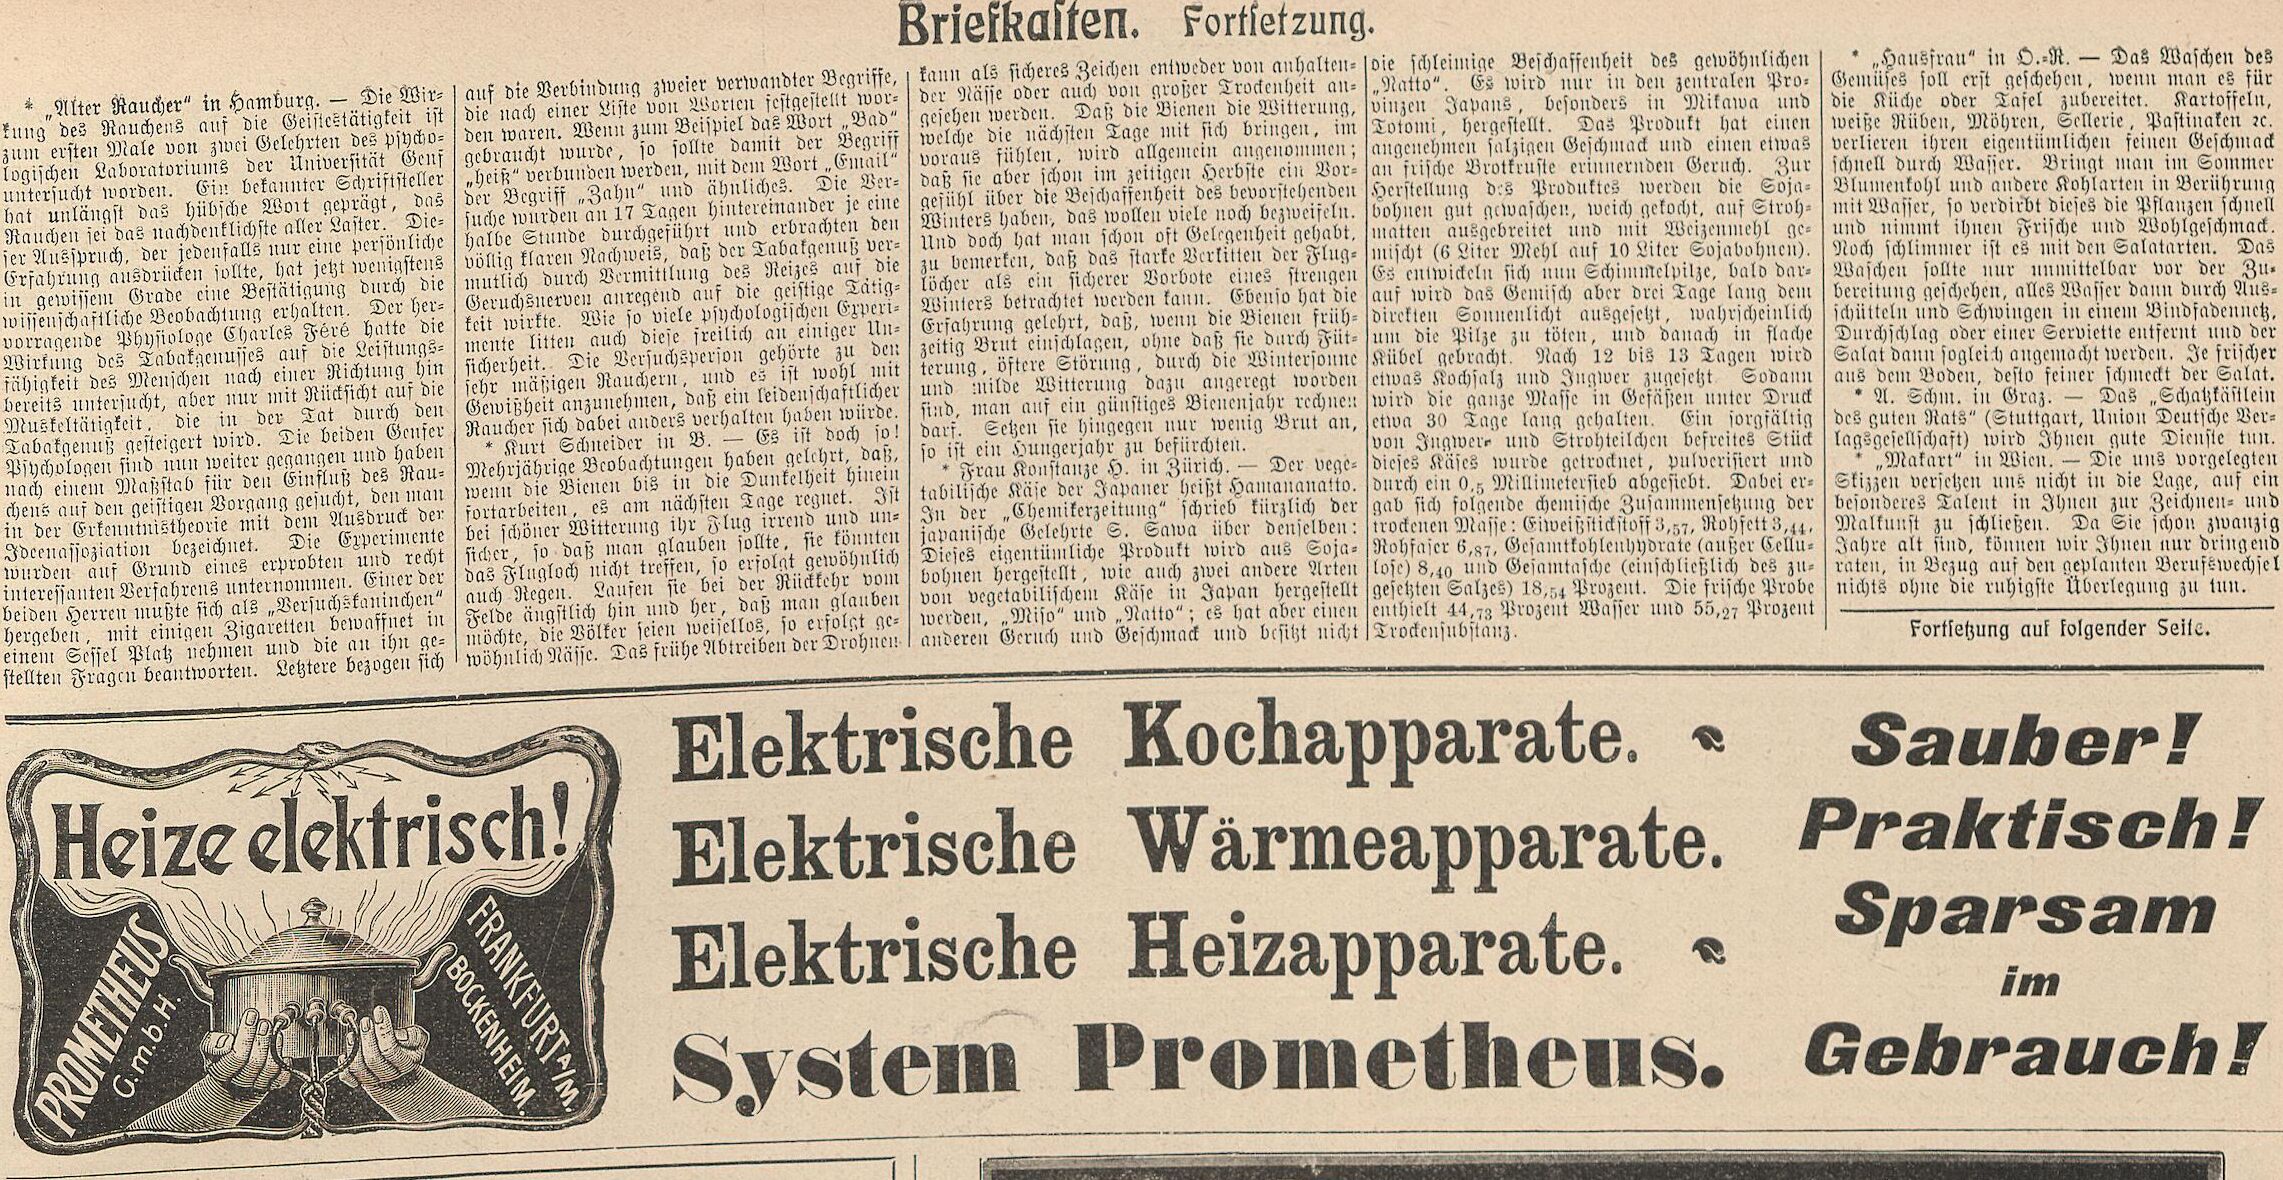 Briefkasten. Fortsetzung.
* „Alter Raucher“ in Hamburg. — Die Wir-
kung des Rauchens auf die Geistestätigkeit ist
zum ersten Male von zwei Gelehrten des psycho-
logischen Laboratoriums der Universität Genf
untersucht worden. Ein bekannter Schriftsteller
hat unlängst das hübsche Wort geprägt, das
Rauchen sei das nachdenklichste aller Laster. Die-
ser Ausspruch, der jedenfalls nur eine persönliche
Erfahrung ausdrücken sollte, hat jetzt wenigstens
in gewissem Grade eine Bestätigung durch die
wissenschaftliche Beobachtung erhalten. Der her-
vorragende Physiologe Charles Féré hatte die
Wirkung des Tabakgenusses auf die Leistungs-
fähigkeit des Menschen nach einer Richtung hin
bereits untersucht, aber nur mit Rücksicht auf die
Muskeltätigkeit, die in der Tat durch den
Tabakgenuß gesteigert wird. Die beiden Genfer
Psychologen sind nun weiter gegangen und haben
nach einem Maßstab für den Einfluß des Rau-
chens auf den geistigen Vorgang gesucht, den man
in der Erkenntnistheorie mit dem Ausdruck der
Ideenassoziation bezeichnet. Die Experimente
wurden auf Grund eines erprobten und recht
interessanten Verfahrens unternommen. Einer der
beiden Herren mußte sich als „Versuchskaninchen“
hergeben, mit einigen Zigaretten bewaffnet in
einem Sessel Platz nehmen und die an ihn ge-
stellten Fragen beantworten. Letztere bezogen sich
auf die Verbindung zweier verwandter Begriffe,
die nach einer Liste von Worten festgestellt wor-
den waren. Wenn zum Beispiel das Wort „Bad“
gebraucht wurde, so sollte damit der Begriff
„heiß“ verbunden werden, mit dem Wort „Email“
der Begriff „Zahn“ und ähnliches. Die Ver-
suche wurden an 17 Tagen hintereinander je eine
halbe Stunde durchgeführt und erbrachten den
völlig klaren Nachweis, daß der Tabakgenuß ver-
mutlich durch Vermittlung des Reizes auf die
Geruchsnerven anregend auf die geistige Tätig-
keit wirkte. Wie so viele psychologischen Experi-
mente litten auch diese freilich an einiger Un-
sicherheit. Die Versuchsperson gehörte zu den
sehr mäßigen Rauchern, und es ist wohl mit
Gewißheit anzunehmen, daß ein leidenschaftlicher
Raucher sich dabei anders verhalten haben würde.
* Kurt Schneider in B. — Es ist doch so!
Mehrjährige Beobachtungen haben gelehrt, daß,
wenn die Bienen bis in die Dunkelheit hinein
fortarbeiten, es am nächsten Tage regnet. Ist
bei schöner Witterung ihr Flug irrend und un-
sicher, so daß man glauben sollte, sie könnten
das Flugloch nicht treffen, so erfolgt gewöhnlich
auch Regen. Laufen sie bei der Rückkehr vom
Felde ängstlich hin und her, daß man glauben
möchte, die Völker seien weisellos, so erfolgt ge-
wöhnlich Nässe. Das frühe Abtreiben der Drohnen
kann als sicheres Zeichen entweder von anhalten-
der Nässe oder auch von großer Trockenheit an-
gesehen werden. Daß die Bienen die Witterung,
welche die nächsten Tage mit sich bringen, im
voraus fühlen, wird allgemein angenommen;
daß sie aber schon im zeitigen Herbste ein Vor-
gefühl über die Beschaffenheit des bevorstehenden
Winters haben, das wollen viele noch bezweifeln.
Und doch hat man schon oft Gelegenheit gehabt,
zu bemerken, daß das starke Verkitten der Flug-
löcher als ein sicherer Vorbote eines strengen
Winters betrachtet werden kann. Ebenso hat die
Erfahrung gelehrt, daß, wenn die Bienen früh-
zeitig Brut einschlagen, ohne daß sie durch Füt-
terung, öftere Störung, durch die Wintersonne
und milde Witterung dazu angeregt worden
sind, man auf ein günstiges Bienenjahr rechnen
darf. Setzen sie hingegen nur wenig Brut an,
so ist ein Hungerjahr zu befürchten.
* Frau Konstanze H. in Zürich. — Der vege-
tabilische Käse der Japaner heißt Hamananatto.
In der „Chemikerzeitung“ schrieb kürzlich der
japanische Gelehrte S. Sawa über denselben:
Dieses eigentümliche Produkt wird aus Soja-
bohnen hergestellt, wie auch zwei andere Arten
von vegetabilischem Käse in Japan hergestellt
werden, „Miso“ und „Natto“; es hat aber einen
anderen Geruch und Geschmack und besitzt nicht
die schleimige Beschaffenheit des gewöhnlichen
„Natto“. Es wird nur in den zentralen Pro-
vinzen Japans, besonders in Mikawa und
Totomi, hergestellt. Das Produkt hat einen
angenehmen salzigen Geschmack und einen etwas
an frische Brotkruste erinnernden Geruch. Zur
Herstellung des Produktes werden die Soja-
bohnen gut gewaschen, weich gekocht, auf Stroh-
matten ausgebreitet und mit Weizenmehl ge-
mischt (6 Liter Mehl auf 10 Liter Sojabohnen).
Es entwickeln sich nun Schimmelpilze, bald dar-
auf wird das Gemisch aber drei Tage lang dem
direkten Sonnenlicht ausgesetzt, wahrscheinlich
um die Pilze zu töten, und danach in flache
Kübel gebracht. Nach 12 bis 13 Tagen wird
etwas Kochsalz und Ingwer zugesetzt. Sodann
wird die ganze Masse in Gefäßen unter Druck
etwa 30 Tage lang gehalten. Ein sorgfältig
von Ingwer- und Strohteilchen befreites Stück
dieses Käses wurde getrocknet, pulverisiert und
durch ein 0,5 Millimetersieb abgesiebt. Dabei er-
gab sich folgende chemische Zusammensetzung der
trockenen Masse: Eiweißstickstoff 3,57, Rohfett 3,44,
Rohfaser 6,87, Gesamtkohlenhydrate (außer Cellu-
lose) 8,40 und Gesamtasche (einschließlich des zu-
gesetzten Salzes) 18,54 Prozent. Die frische Probe
enthielt 44,73 Prozent Wasser und 55,27 Prozent
Trockensubstanz.
* „Hausfrau“ in O.-R. — Das Waschen des
Gemüses soll erst geschehen, wenn man es für
die Küche oder Tafel zubereitet. Kartoffeln,
weiße Rüben, Möhren, Sellerie, Pastinaken ꝛc.
verlieren ihren eigentümlichen feinen Geschmack
schnell durch Wasser. Bringt man im Sommer
Blumenkohl und andere Kohlarten in Berührung
mit Wasser, so verdirbt dieses die Pflanzen schnell
und nimmt ihnen Frische und Wohlgeschmack.
Noch schlimmer ist es mit den Salatarten. Das
Waschen sollte nur unmittelbar vor der Zu-
bereitung geschehen, alles Wasser dann durch Aus-
schütteln und Schwingen in einem Bindfadennetz,
Durchschlag oder einer Serviette entfernt und der
Salat dann sogleich angemacht werden. Je frischer
aus dem Boden, desto feiner schmeckt der Salat.
* A. Schm. in Graz. — Das „Schatzkästlein
des guten Rats“ (Stuttgart, Union Deutsche Ver-
lagsgesellschaft) wird Ihnen gute Dienste tun.
* „Makart“ in Wien. — Die uns vorgelegten
Skizzen versetzen uns nicht in die Lage, auf ein
besonderes Talent in Ihnen zur Zeichnen- und
Malkunst zu schließen. Da Sie schon zwanzig
Jahre alt sind, können wir Ihnen nur dringend
raten, in Bezug auf den geplanten Berufswechsel
nichts ohne die ruhigste Überlegung zu tun.
Fortsetzung auf folgender Seite.
Heize elektrisch!
PROMETHEUS
G.m.b.H.
FRANKFURT A/M.
BOCKENHEIM.
Elektrische Kochapparate.
Elektrische Wärmeapparate.
Elektrische Heizapparate.
System Prometheus.
Sauber!
Praktisch!
Sparsam
im
Gebrauch!